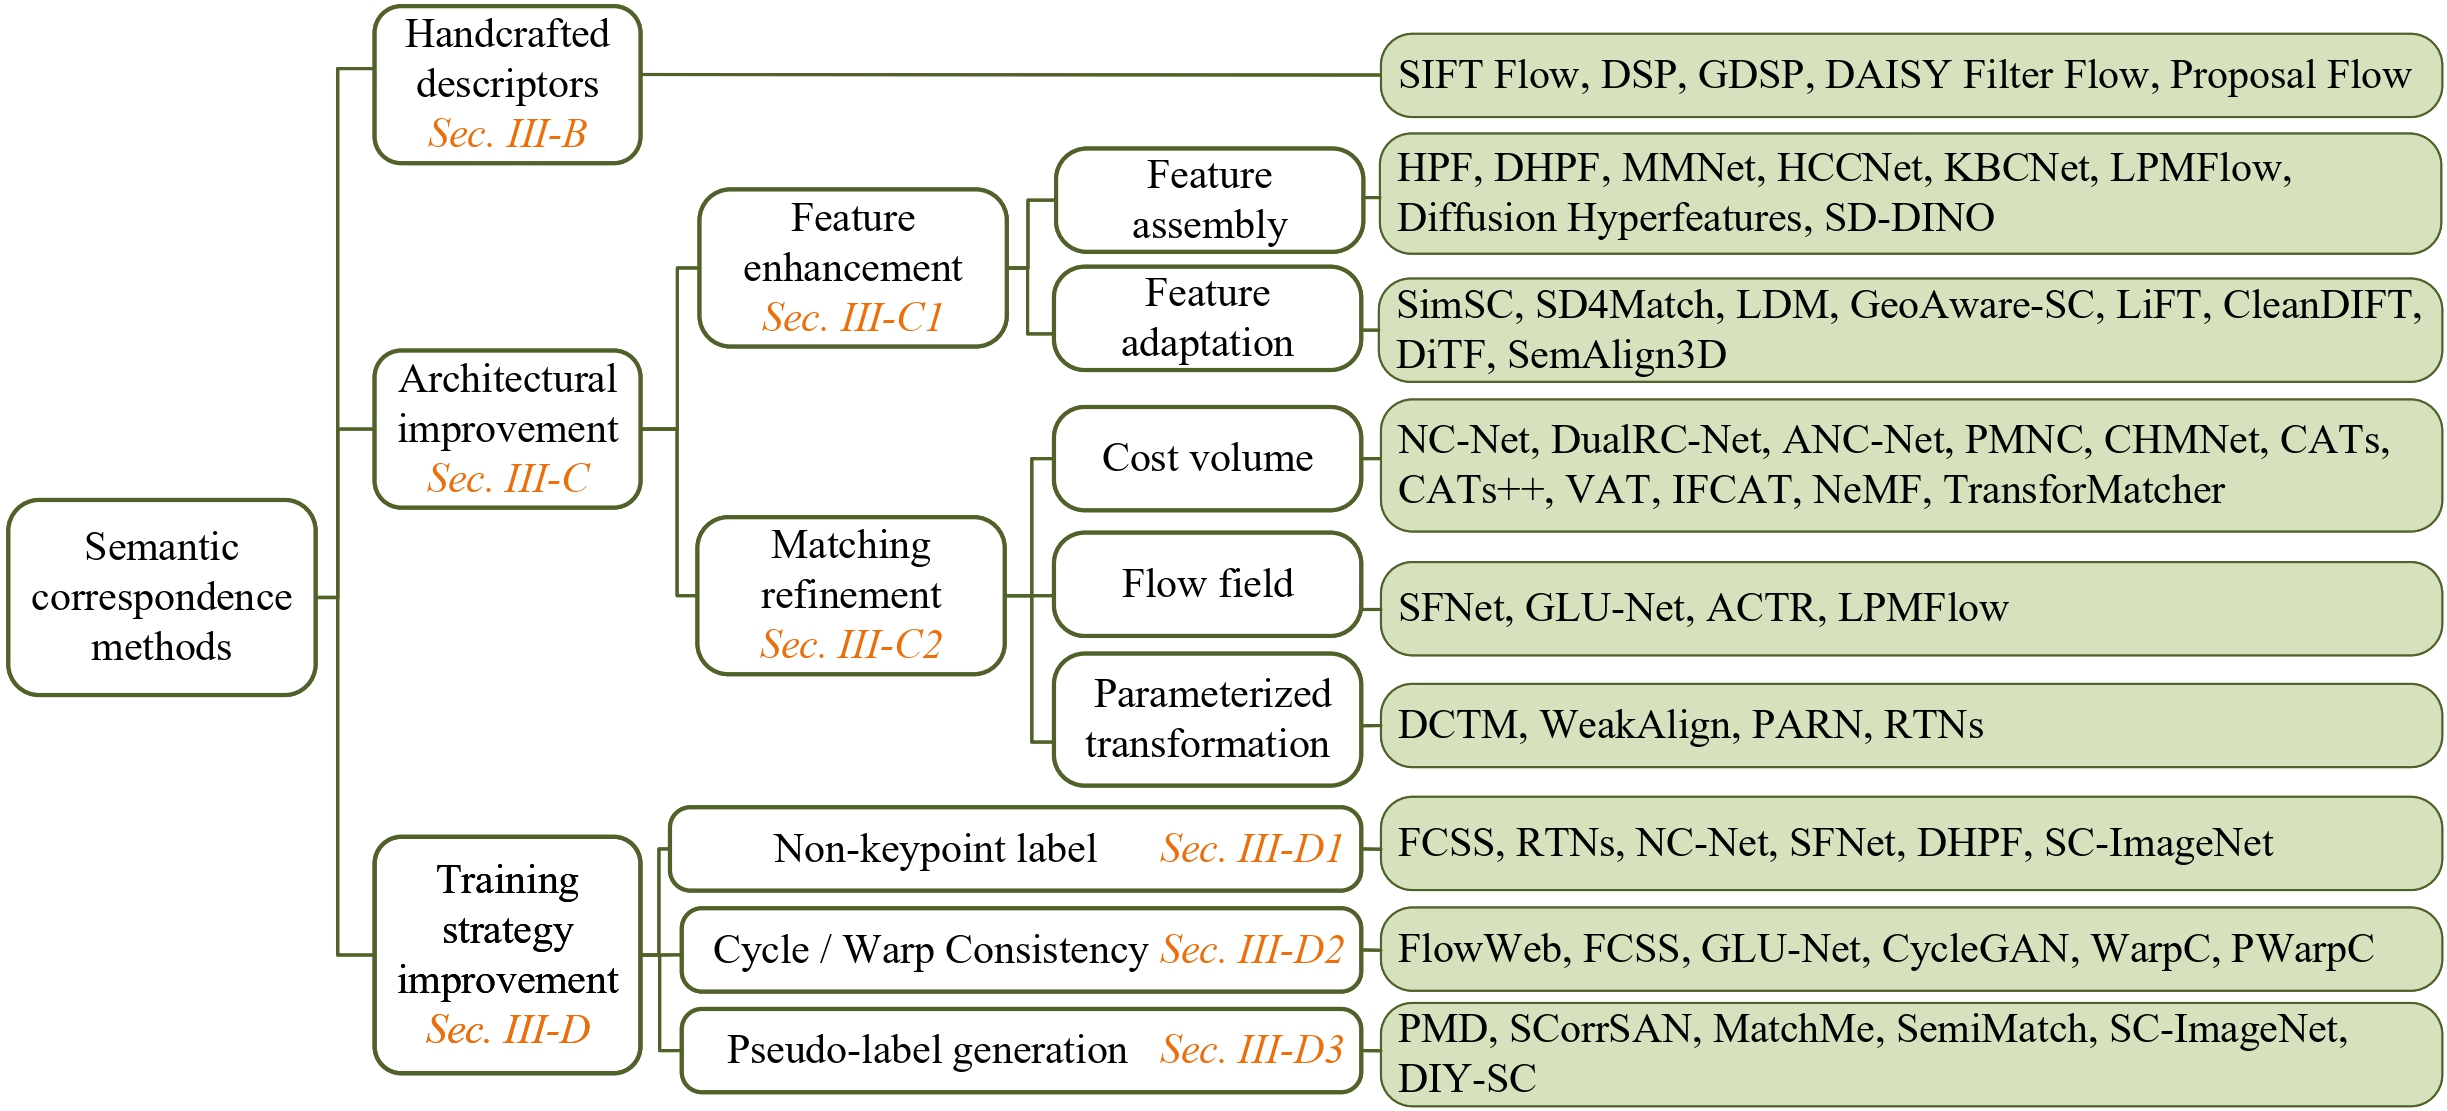 Semantic
correspondence
methods
Handcrafted
descriptors
Sec. III-B
SIFT Flow, DSP, GDSP, DAISY Filter Flow, Proposal Flow
Architectural
improvement
Sec. III-C
Feature
enhancement
Sec. III-C1
Feature
assembly
HPF, DHPF, MMNet, HCCNet, KBCNet, LPMFlow,
Diffusion Hyperfeatures, SD-DINO
Feature
adaptation
SimSC, SD4Match, LDM, GeoAware-SC, LiFT, CleanDIFT,
DiTF, SemAlign3D
Matching
refinement
Sec. III-C2
Cost volume
NC-Net, DualRC-Net, ANC-Net, PMNC, CHMNet, CATs,
CATs++, VAT, IFCAT, NeMF, TransforMatcher
Flow field
SFNet, GLU-Net, ACTR, LPMFlow
Parameterized
transformation
DCTM, WeakAlign, PARN, RTNs
Training
strategy
improvement
Sec. III-D
Non-keypoint label Sec. III-D1
FCSS, RTNs, NC-Net, SFNet, DHPF, SC-ImageNet
Cycle / Warp Consistency Sec. III-D2
FlowWeb, FCSS, GLU-Net, CycleGAN, WarpC, PWarpC
Pseudo-label generation Sec. III-D3
PMD, SCorrSAN, MatchMe, SemiMatch, SC-ImageNet,
DIY-SC